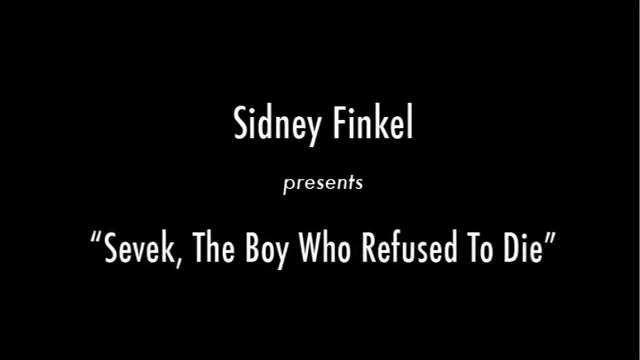 Sidney Finkel
presents
“Sevek, The Boy Who Refused To Die”